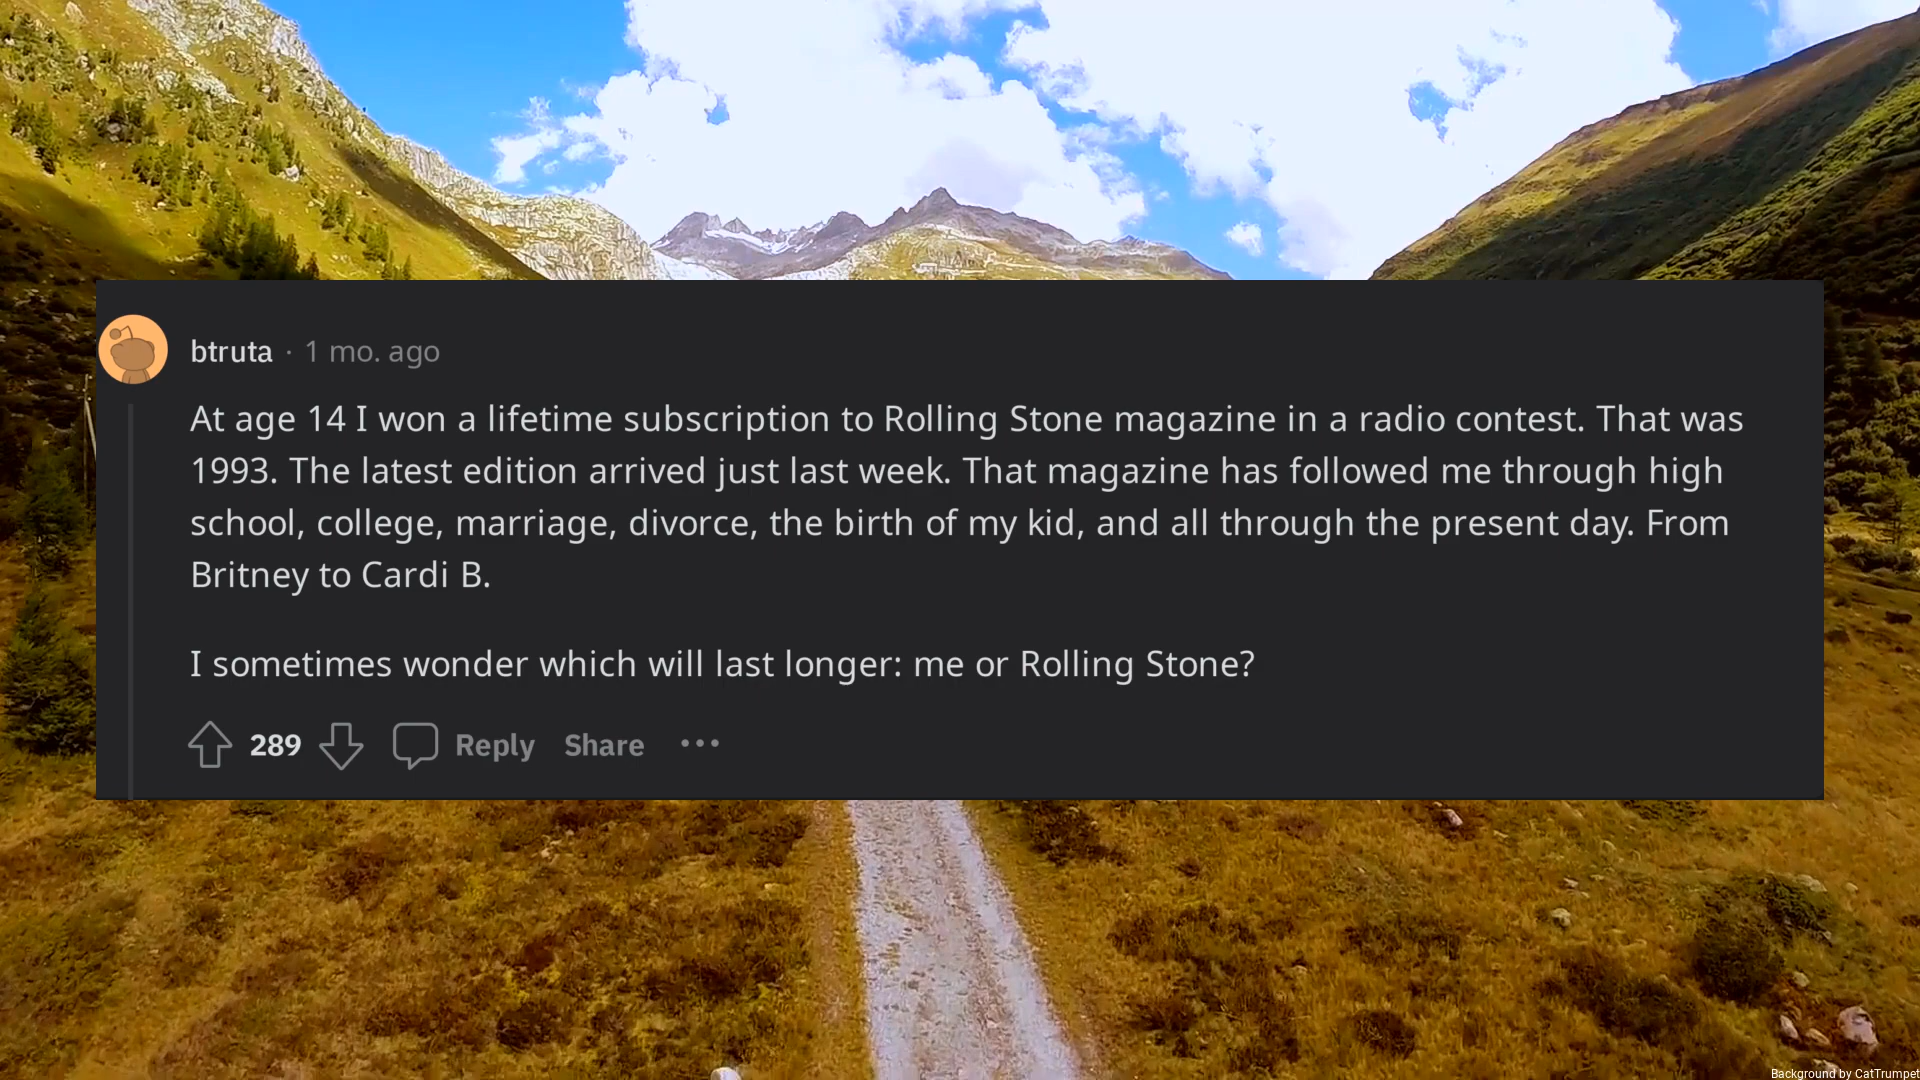 btruta · 1 mo. ago
At age 14 I won a lifetime subscription to Rolling Stone magazine in a radio contest. That was
1993. The latest edition arrived just last week. That magazine has followed me through high
school, college, marriage, divorce, the birth of my kid, and all through the present day. From
Britney to Cardi B.
I sometimes wonder which will last longer: me or Rolling Stone?
289 Reply Share ···
Background by CatTrumpet